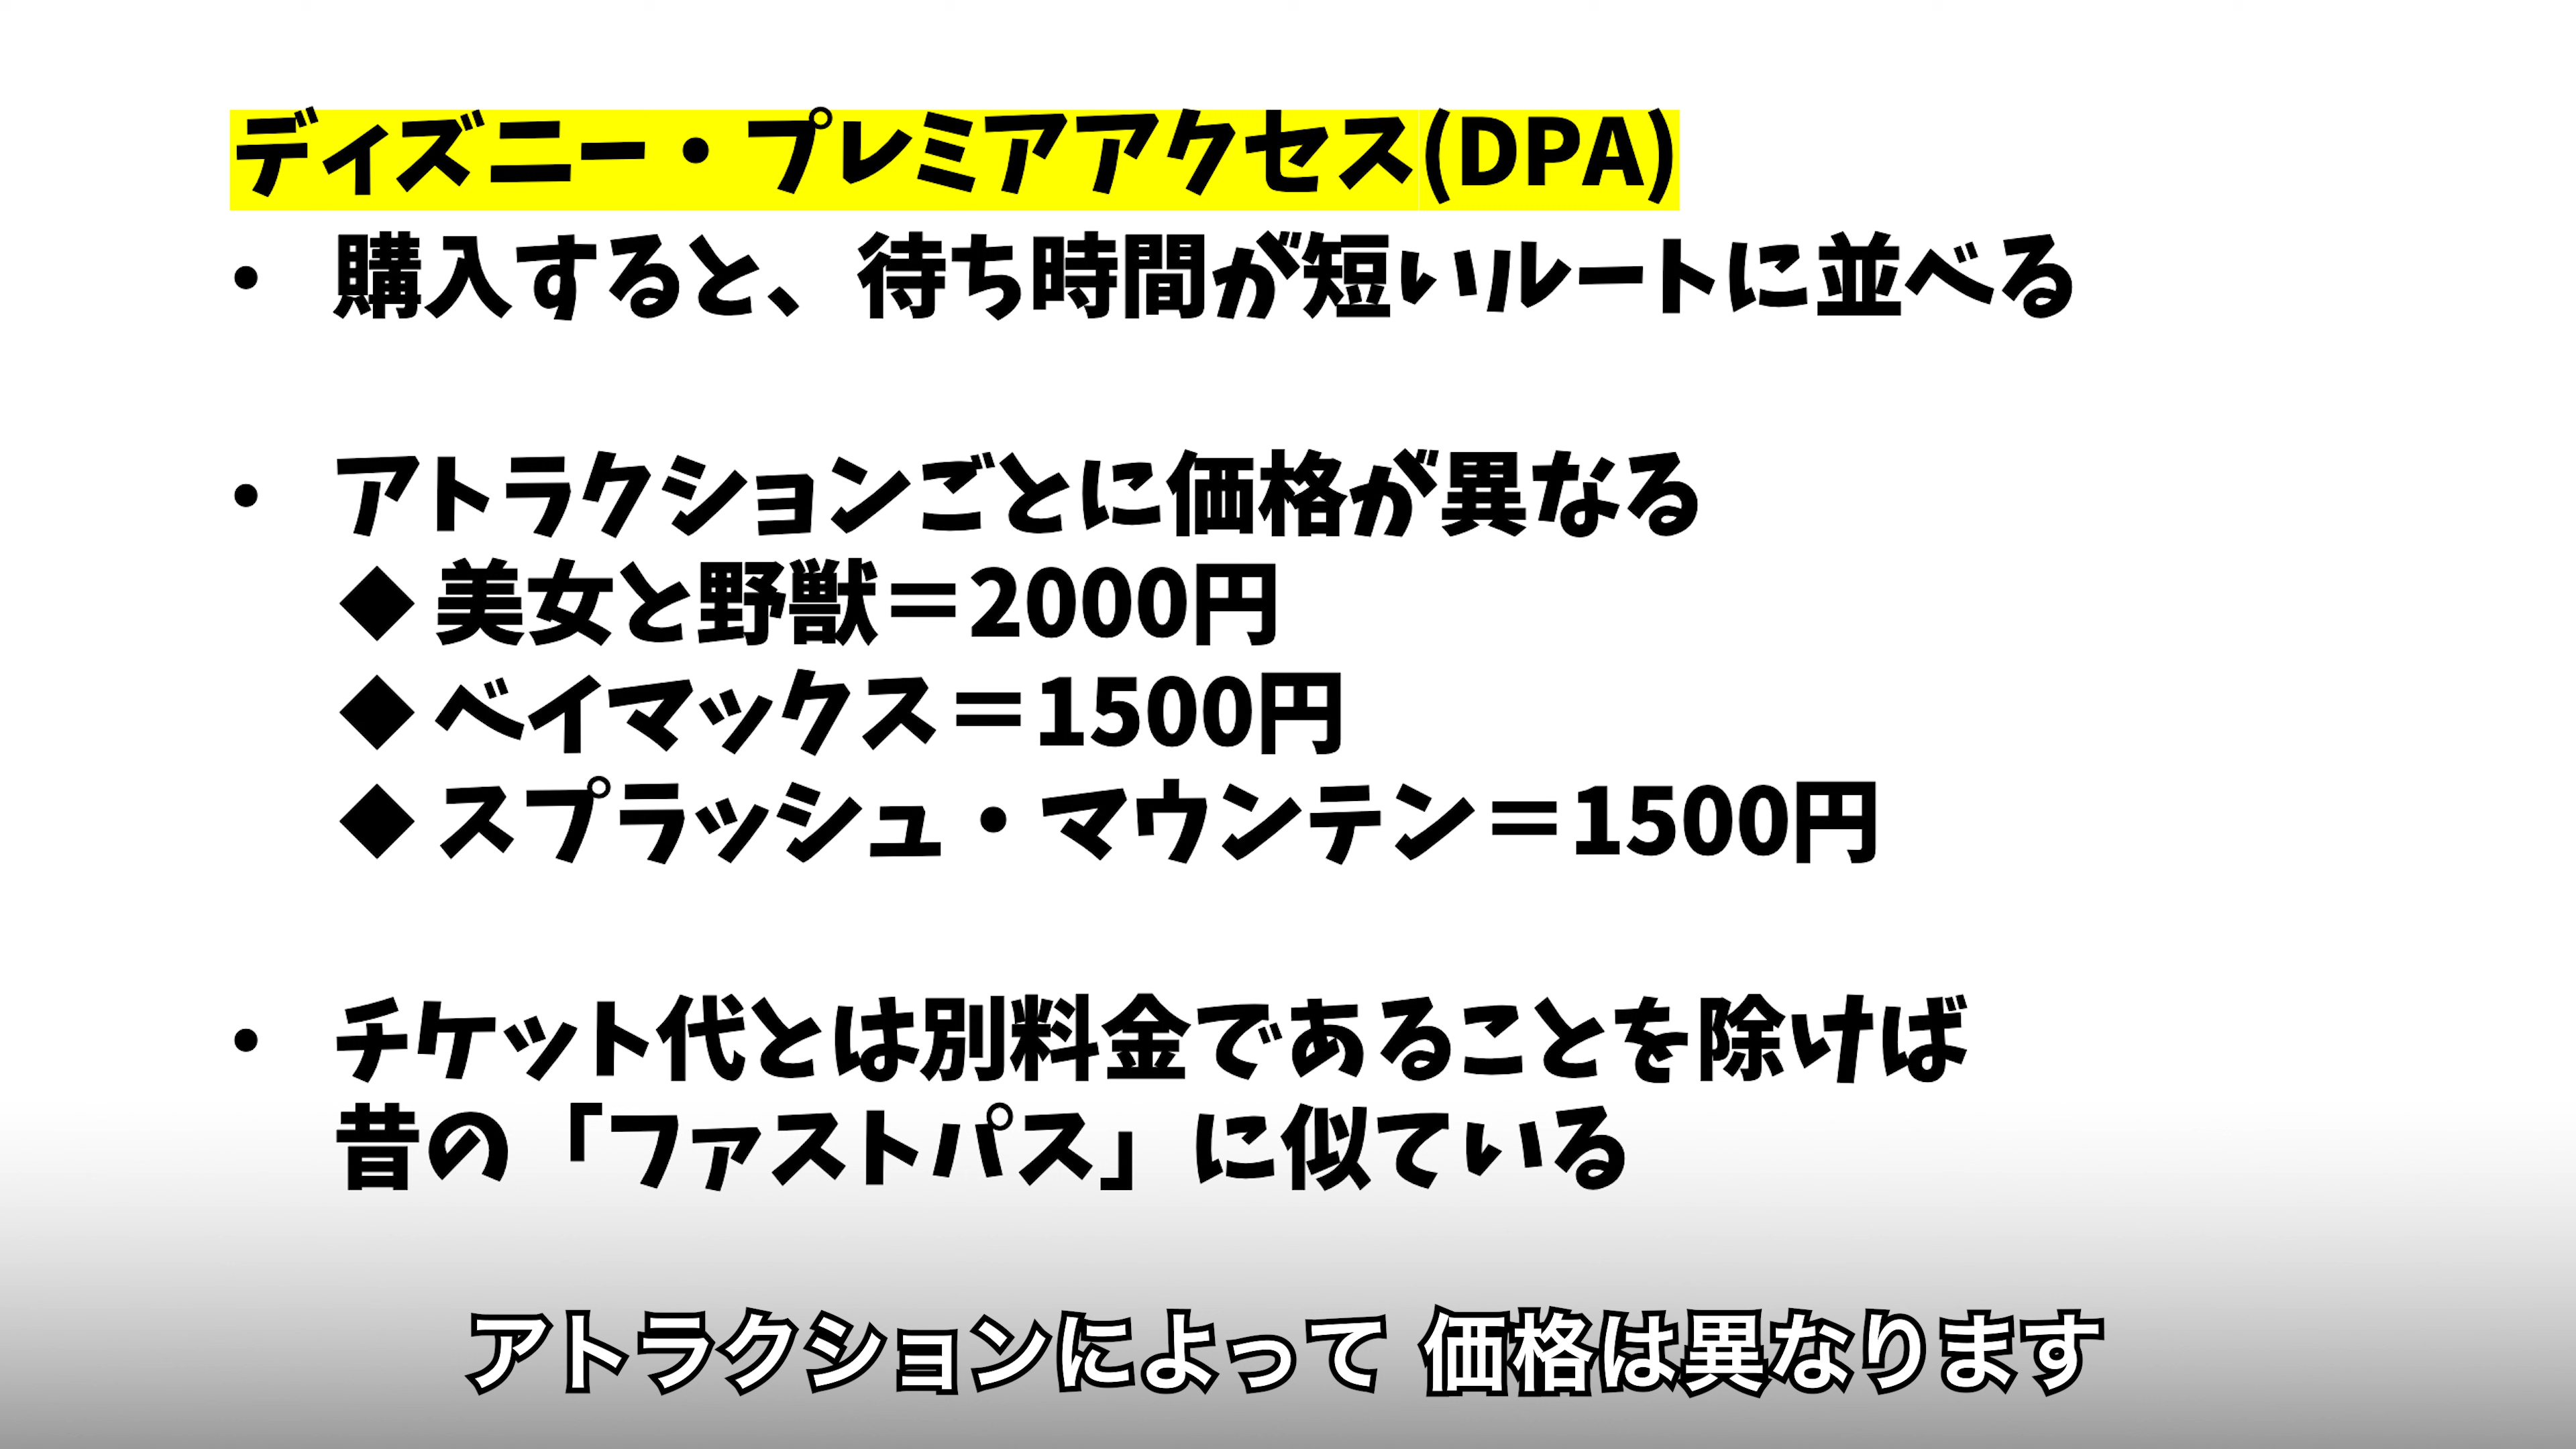 ディズニー・プレミアアクセス(DPA)
• 購入すると、待ち時間が短いルートに並べる
• アトラクションごとに価格が異なる
◆ 美女と野獣＝2000円
◆ ベイマックス＝1500円
◆ スプラッシュ・マウンテン＝1500円
• チケット代とは別料金であることを除けば
昔の「ファストパス」に似ている
アトラクションによって 価格は異なります